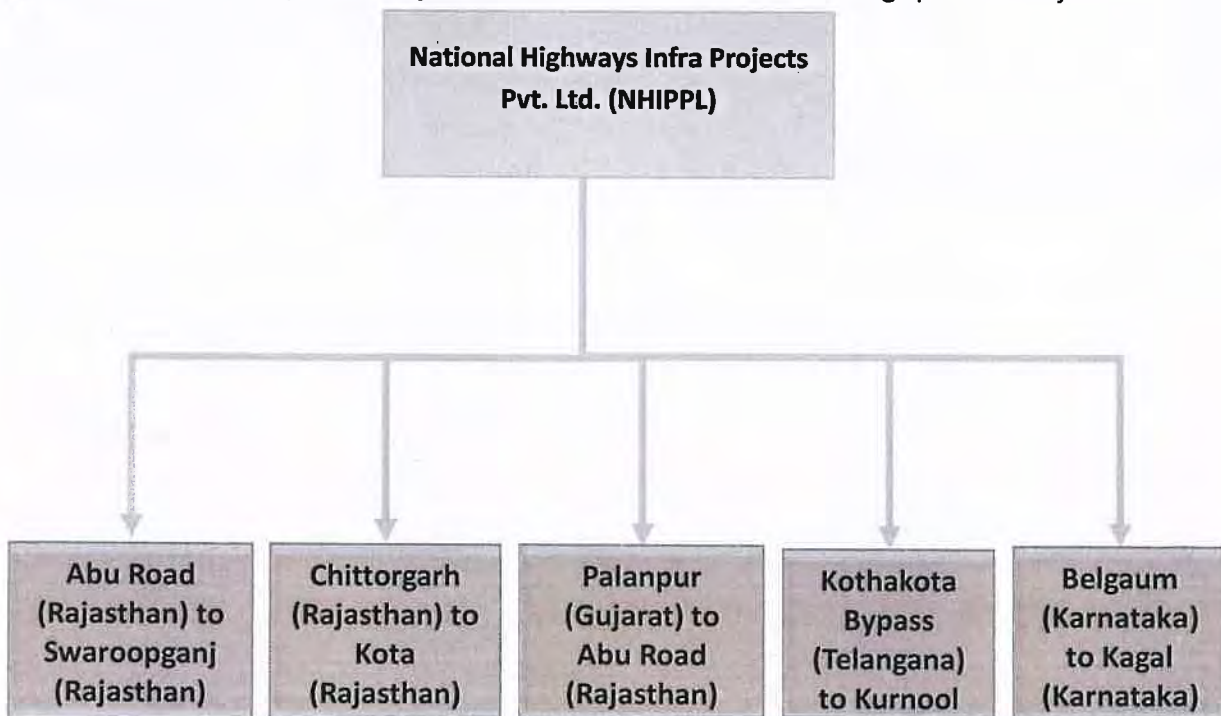 National Highways Infra Projects
Pvt. Ltd. (NHIPPL)
Abu Road
(Rajasthan) to
Swaroopganj
(Rajasthan)
Chittorgarh
(Rajasthan) to
Kota
(Rajasthan)
Palanpur
(Gujarat) to
Abu Road
(Rajasthan)
Kothakota
Bypass
(Telangana)
to Kurnool
Belgaum
(Karnataka)
to Kagal
(Karnataka)